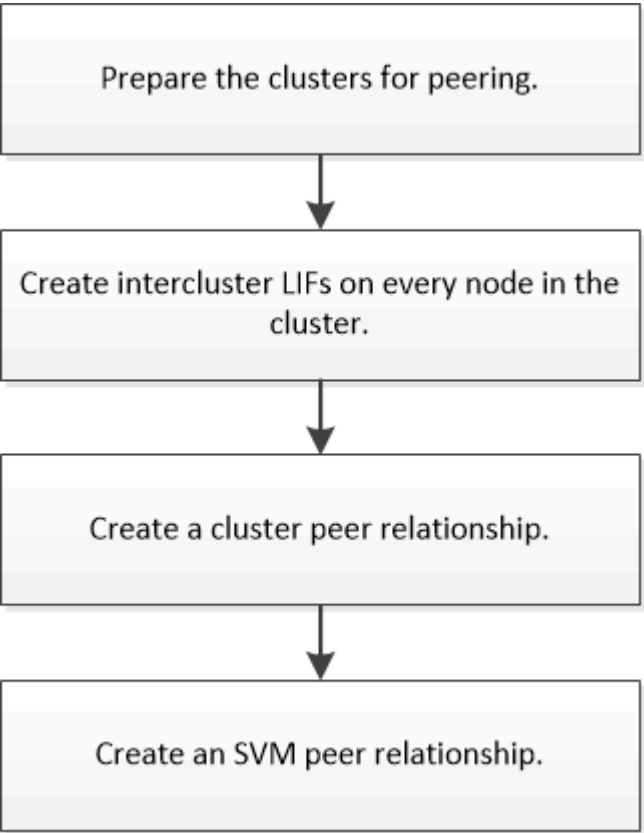 Prepare the clusters for peering.
Create intercluster LIFs on every node in the
cluster.
Create a cluster peer relationship.
Create an SVM peer relationship.